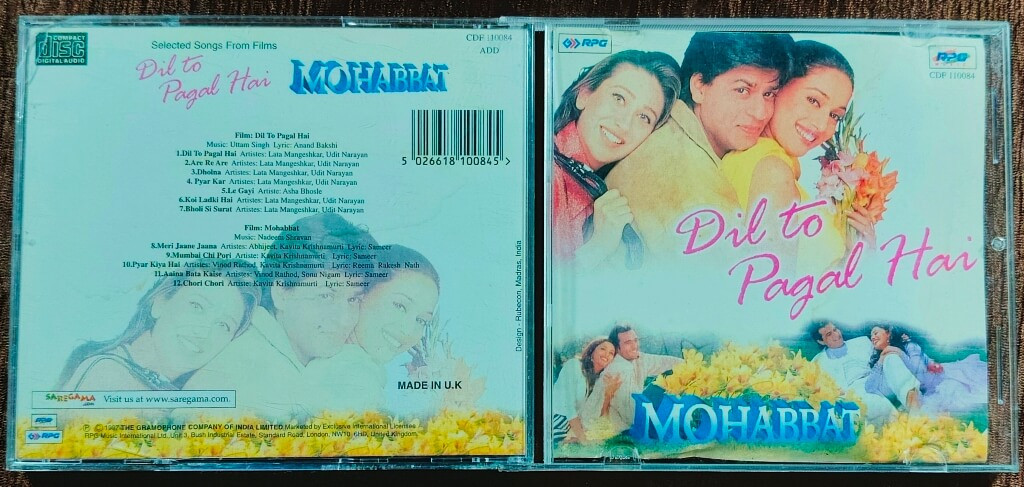 COMPACT
DISC
DIGITAL AUDIO
CDF 110084
ADD
Selected Songs From Films
Dil to
Pagal Hai
MOHABBAT
5 026618 100845 >
Film: Dil To Pagal Hai
Music: Uttam Singh Lyric: Anand Bakshi
1.Dil To Pagal Hai Artistes: Lata Mangeshkar, Udit Narayan
2.Are Re Are Artistes: Lata Mangeshkar, Udit Narayan
3.Dholna Artistes: Lata Mangeshkar, Udit Narayan
4. Pyar Kar Artistes: Lata Mangeshkar, Udit Narayan
5.Le Gayi Artiste: Asha Bhosle
6.Koi Ladki Hai Artistes: Lata Mangeshkar, Udit Narayan
7.Bholi Si Surat Artistes: Lata Mangeshkar, Udit Narayan
Film: Mohabbat
Music: Nadeem Shravan
8.Meri Jaane Jaana Artistes: Abhijeet, Kavita Krishnamurti Lyric: Sameer
9.Mumbai Chi Pori Artiste: Kavita Krishnamurti Lyric: Sameer
10.Pyar Kiya Hai Artistes: Vinod Rathod, Kavita Krishnamurti Lyric: Reema Rakesh Nath
11.Aaina Bata Kaise Artistes: Vinod Rathod, Sonu Nigam Lyric: Sameer
12.Chori Chori Artiste: Kavita Krishnamurti Lyric: Sameer
Design - Rubecon, Madras, India
MADE IN U.K
SAREGAMA
.com
Visit us at www.saregama.com.
RPG
RPG
Ⓟ © 1997 THE GRAMOPHONE COMPANY OF INDIA LIMITED Marketed by Exclusive International Licensees
RPG Music International Ltd, Unit 3, Bush Industrial Estate, Standard Road, London, NW10 6HD, United Kingdom.
RPG
RPG
CDF 110084
Dil to
Pagal Hai
MOHABBAT